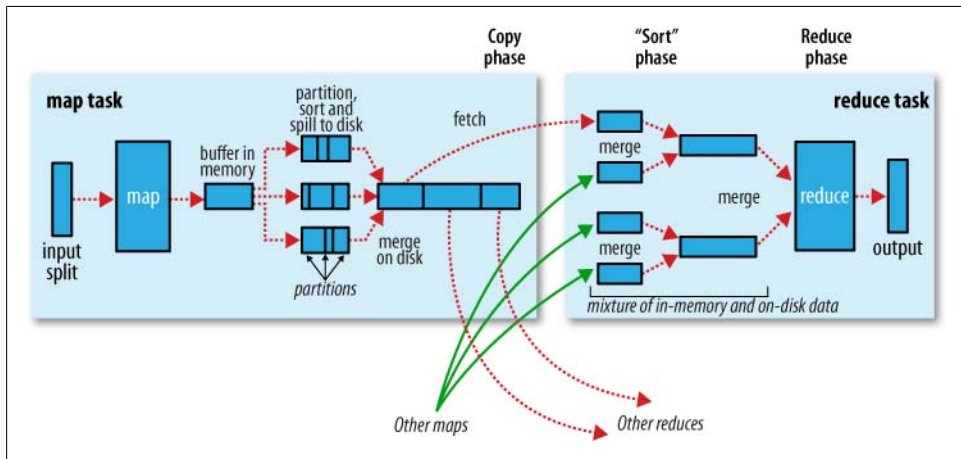 Copy
phase
"Sort"
phase
Reduce
phase
map task
partition,
sort and
spill to disk
fetch
reduce task
buffer in
memory
map
merge
merge
reduce
input
split
merge
on disk
merge
output
partitions
mixture of in-memory and on-disk data
Other maps
Other reduces